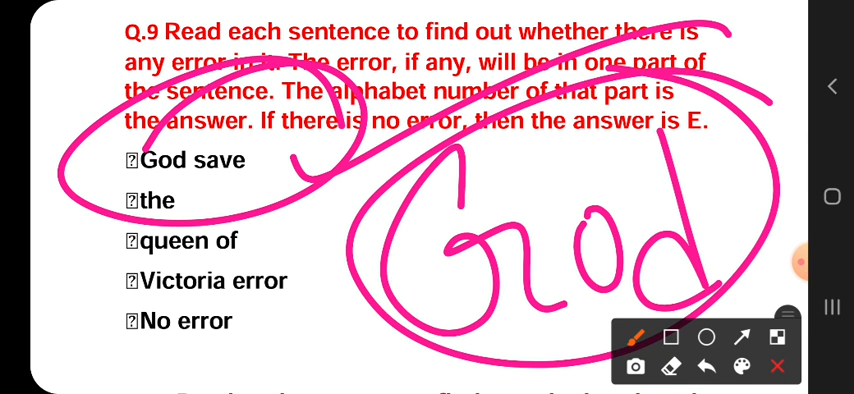 Q.9 Read each sentence to find out whether there is
any error in it. The error, if any, will be in one part of
the sentence. The alphabet number of that part is
the answer. If there is no error, then the answer is E.
God save
the
queen of
Victoria error
No error
God